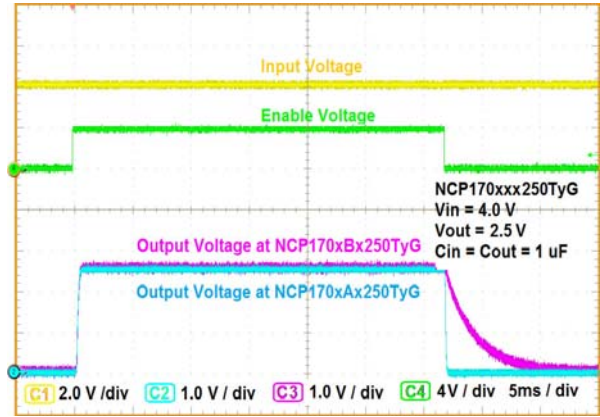 Input Voltage
Enable Voltage
NCP170xxx250TyG
Vin = 4.0 V
Vout = 2.5 V
Cin = Cout = 1 uF
Output Voltage at NCP170xBx250TyG
Output Voltage at NCP170xAx250TyG
C1 2.0 V / div C2 1.0 V / div C3 1.0 V / div C4 4V / div 5ms / div